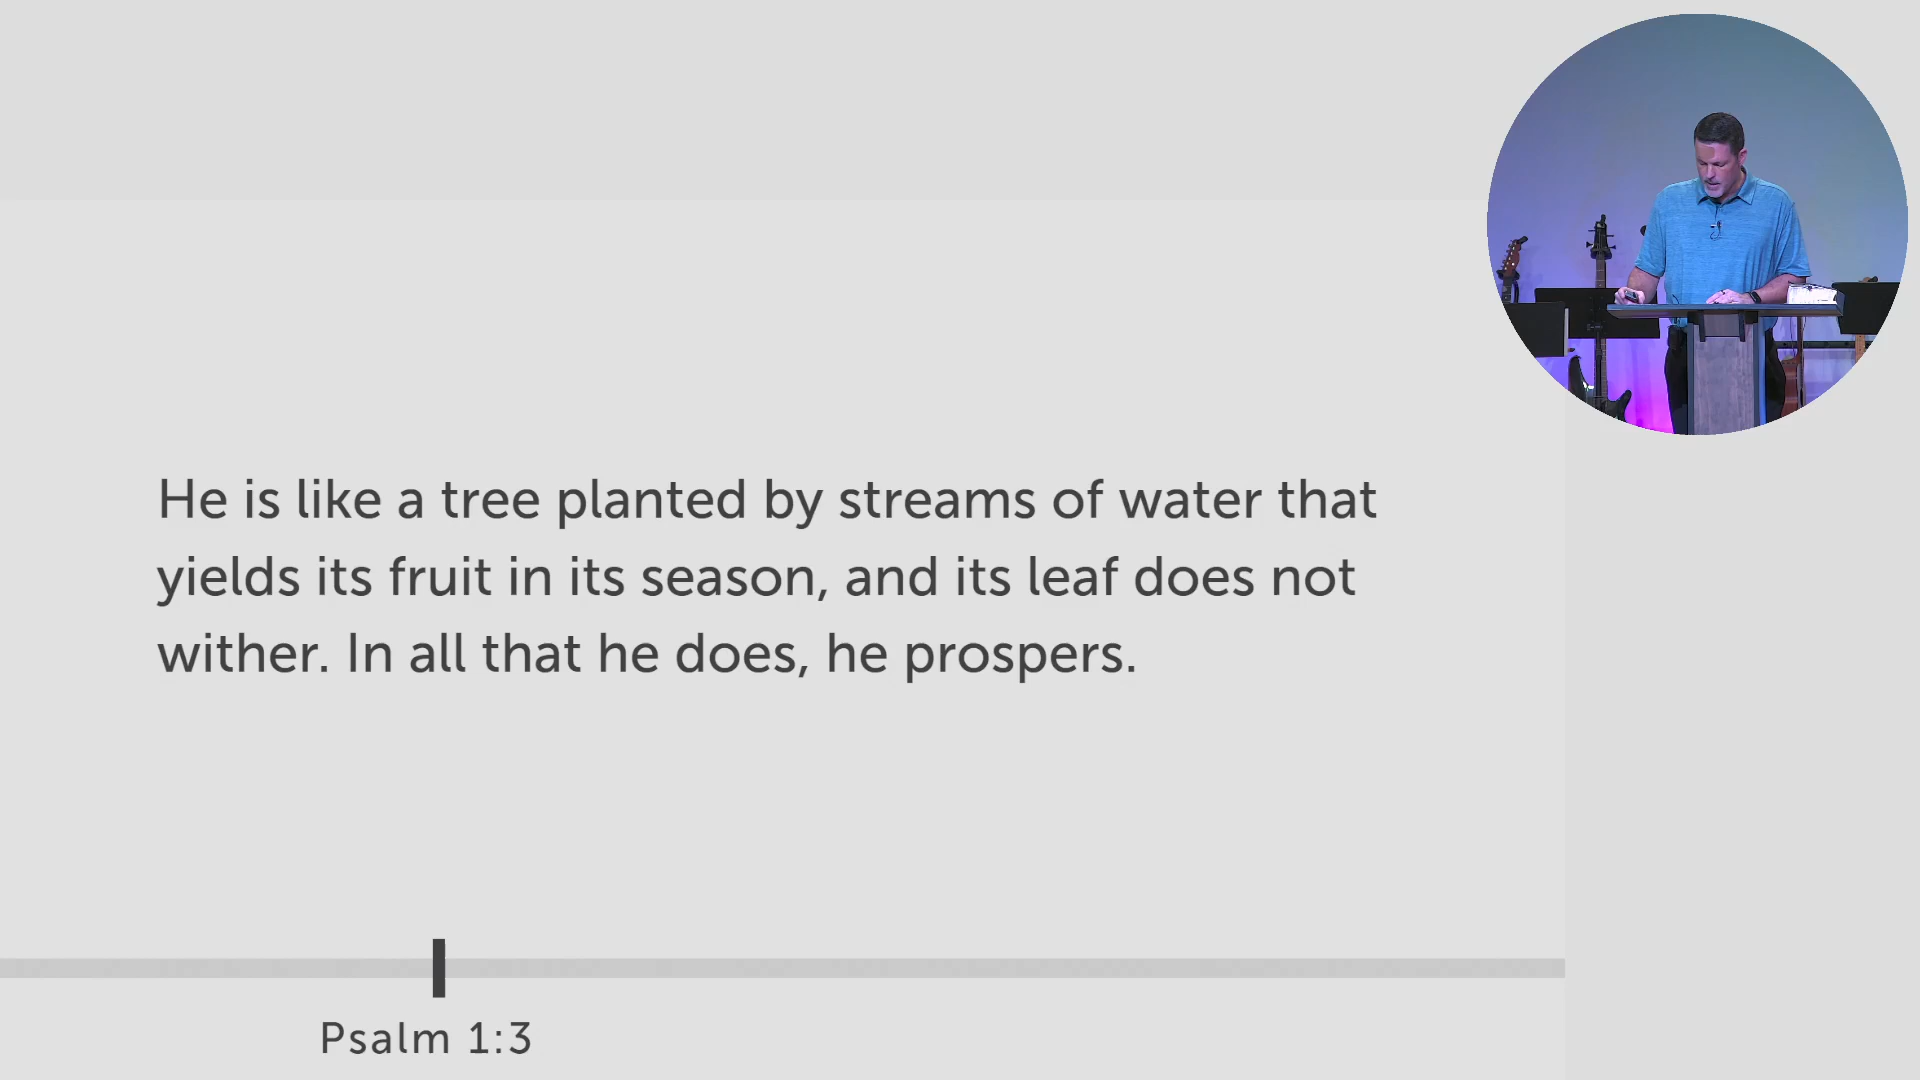 He is like a tree planted by streams of water that
yields its fruit in its season, and its leaf does not
wither. In all that he does, he prospers.
Psalm 1:3